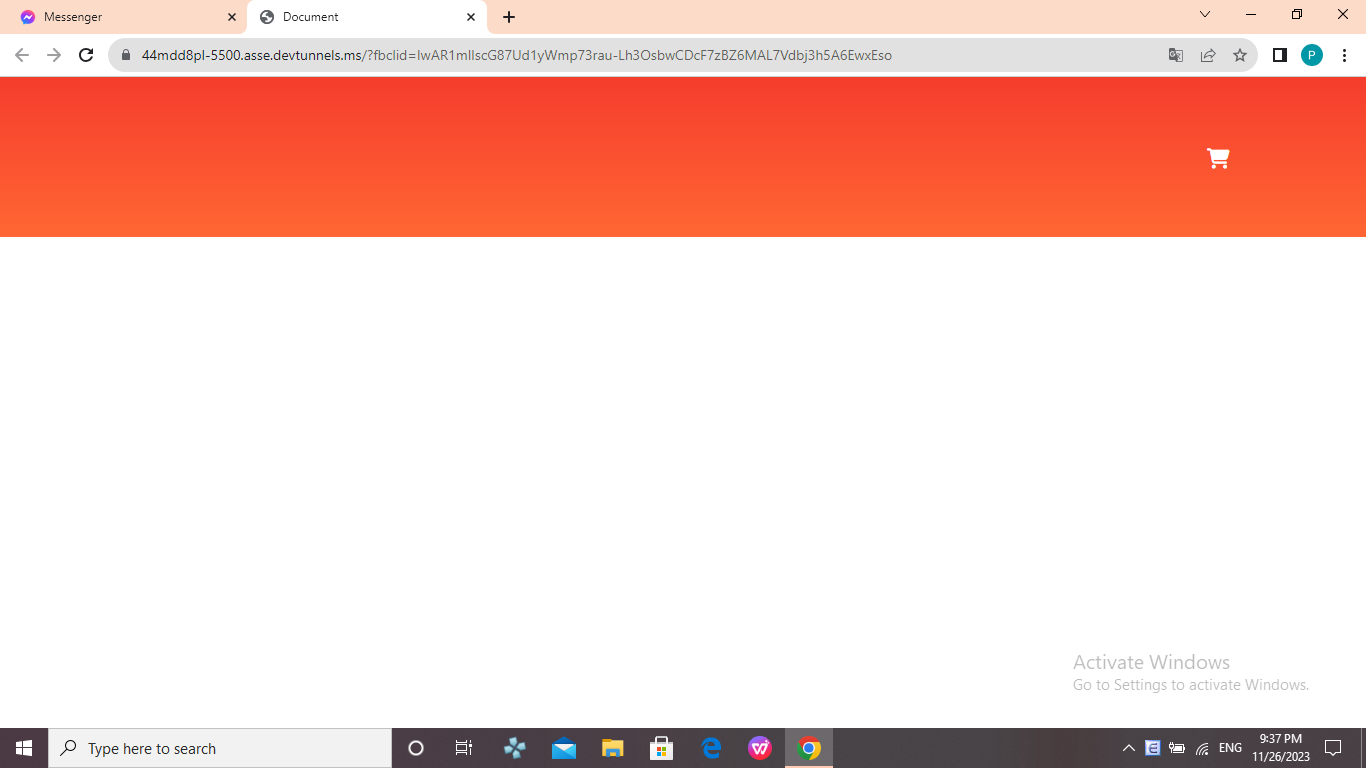 Messenger
Document
44mdd8pl-5500.asse.devtunnels.ms/?fbclid=IwAR1mlIscG87Ud1yWmp73rau-Lh3OsbwCDcF7zBZ6MAL7Vdbj3h5A6EwxEso
P
Activate Windows
Go to Settings to activate Windows.
Type here to search
ENG
9:37 PM
11/26/2023